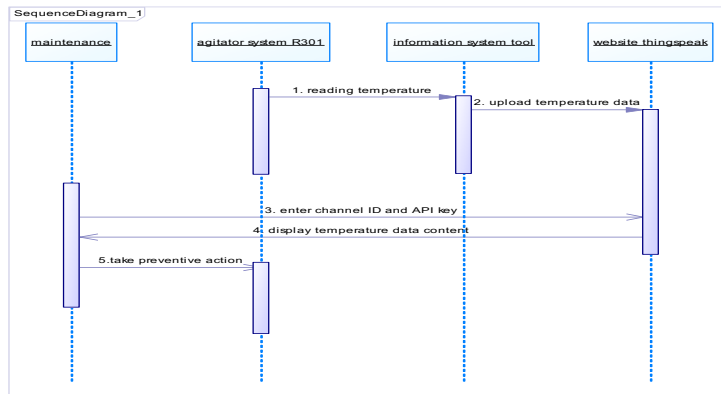 SequenceDiagram_1
maintenance
agitator system R301
information system tool
website thingspeak
1. reading temperature
2. upload temperature data
3. enter channel ID and API key
4. display temperature data content
5.take preventive action